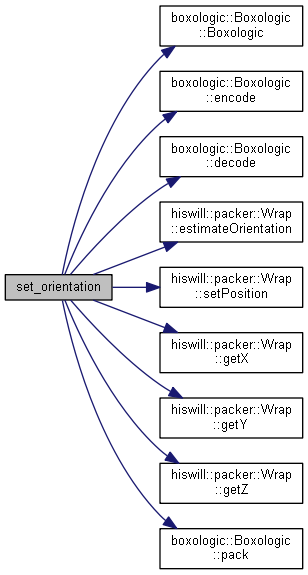 boxologic::Boxologic
::Boxologic
boxologic::Boxologic
::encode
boxologic::Boxologic
::decode
hiswill::packer::Wrap
::estimateOrientation
set_orientation
hiswill::packer::Wrap
::setPosition
hiswill::packer::Wrap
::getX
hiswill::packer::Wrap
::getY
hiswill::packer::Wrap
::getZ
boxologic::Boxologic
::pack